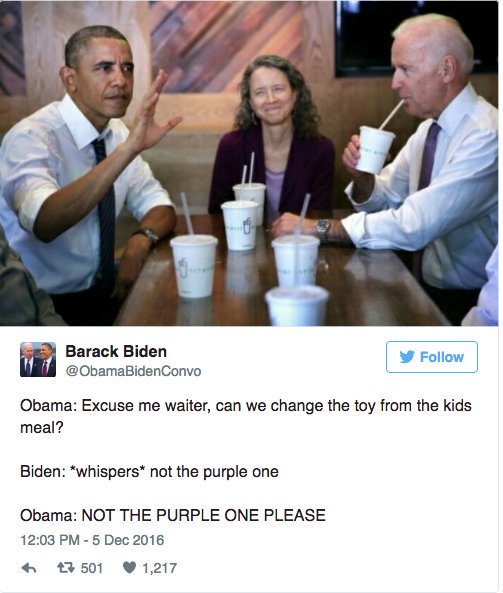 Barack Biden
@ObamaBidenConvo
Follow
Obama: Excuse me waiter, can we change the toy from the kids
meal?
Biden: *whispers* not the purple one
Obama: NOT THE PURPLE ONE PLEASE
12:03 PM - 5 Dec 2016
501 1,217